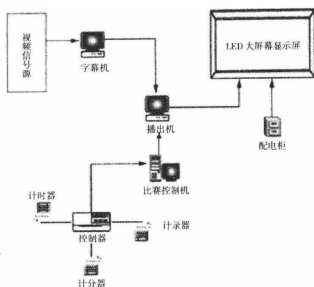 视频信号源
字幕机
LED 大屏幕显示屏
播出机
配电柜
比赛控制机
计时器
计录器
控制器
计分器